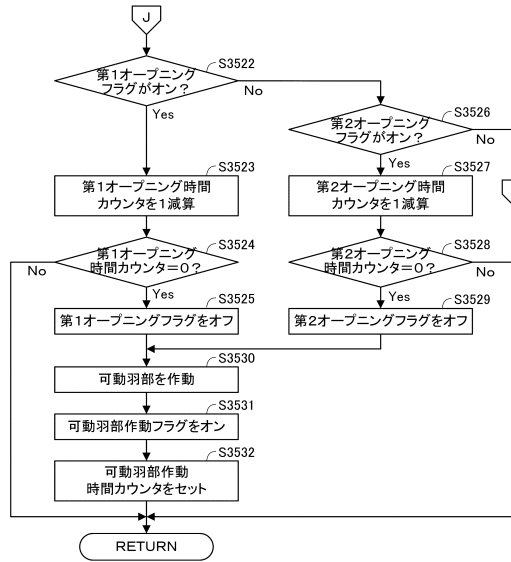 J
S3522
第1オープニング
フラグがオン？
No
Yes
S3526
第2オープニング
フラグがオン？
No
Yes
S3523
第1オープニング時間
カウンタを1減算
S3527
第2オープニング時間
カウンタを1減算
S3524
第1オープニング
時間カウンタ=0？
No
Yes
S3528
第2オープニング
時間カウンタ=0？
No
Yes
S3525
第1オープニングフラグをオフ
S3529
第2オープニングフラグをオフ
S3530
可動羽部を作動
S3531
可動羽部作動フラグをオン
S3532
可動羽部作動
時間カウンタをセット
RETURN